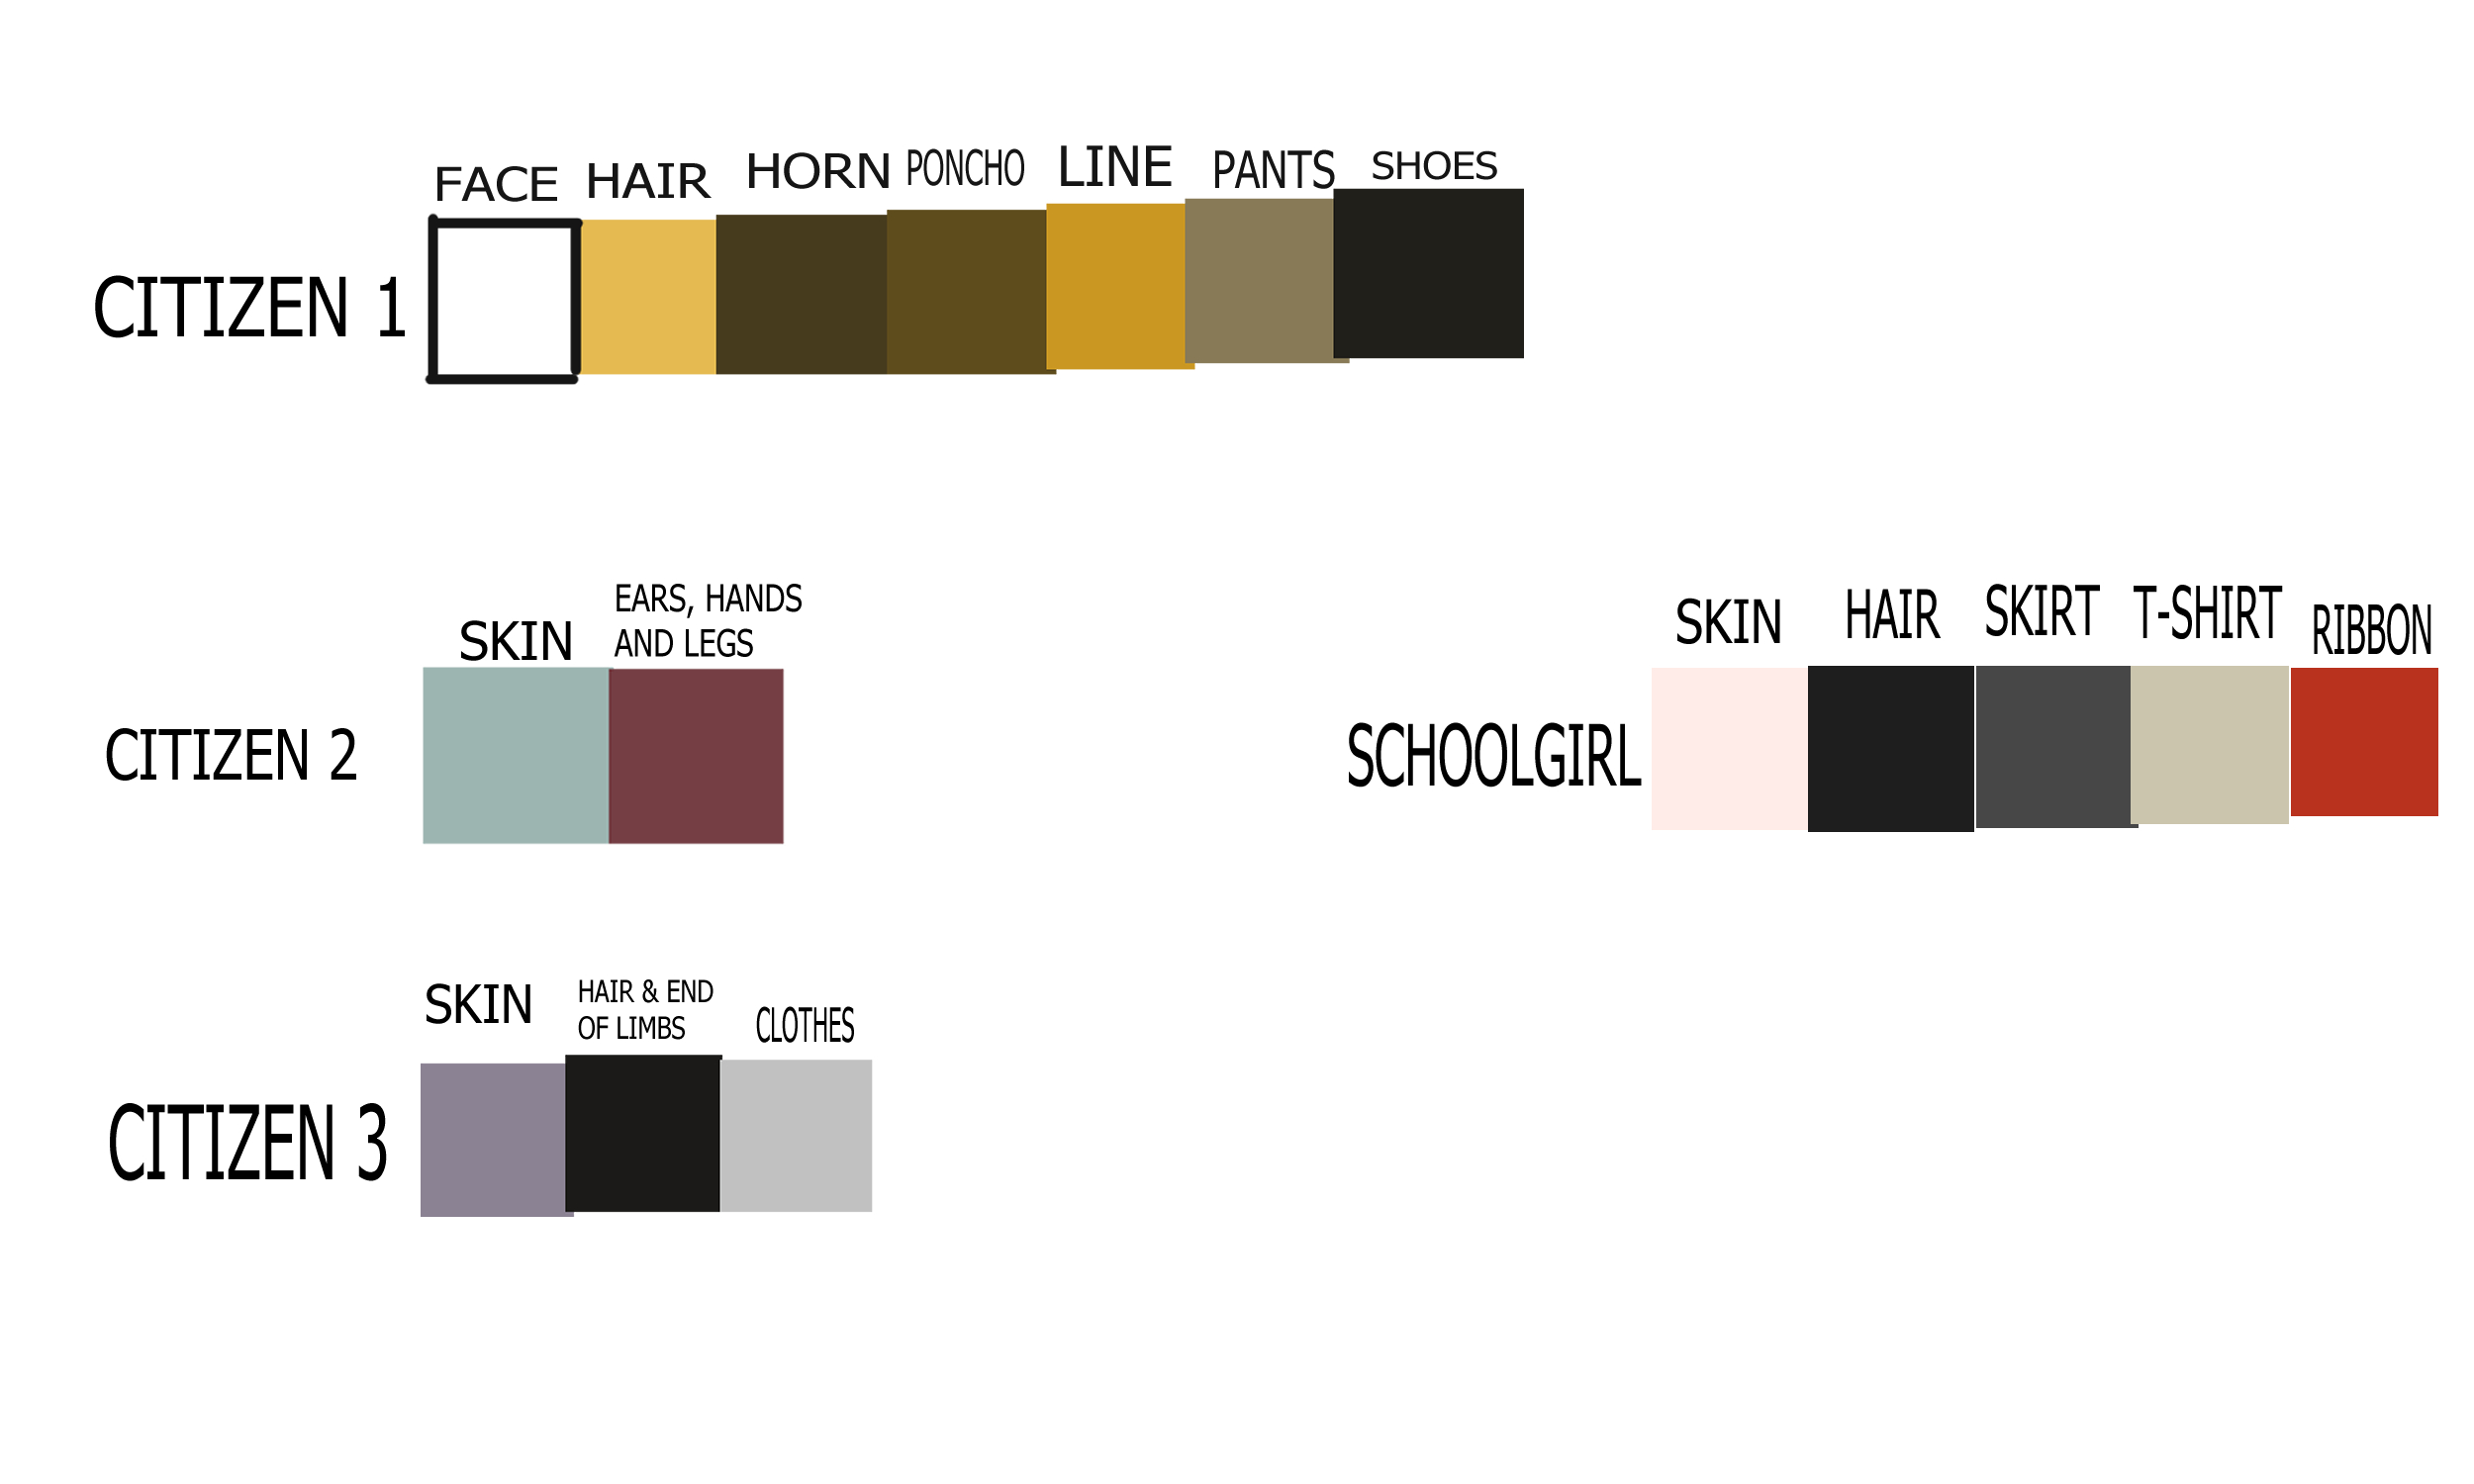 FACE
HAIR
HORN
PONCHO
LINE
PANTS
SHOES
CITIZEN 1
SKIN
EARS, HANDS
AND LEGS
CITIZEN 2
SKIN
HAIR
SKIRT
T-SHIRT
RIBBON
SCHOOLGIRL
SKIN
HAIR & END
OF LIMBS
CLOTHES
CITIZEN 3